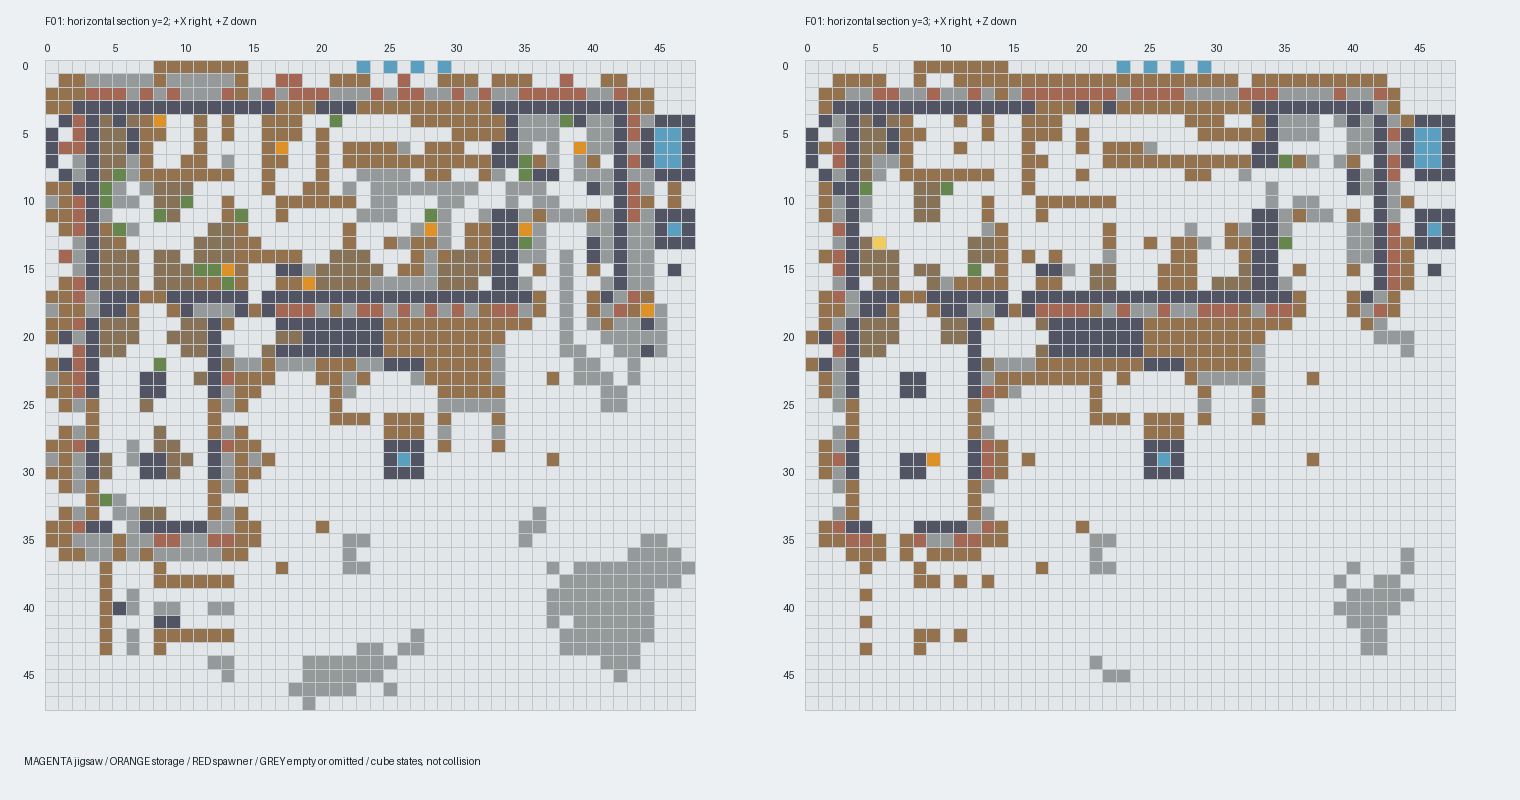 F01: horizontal section y=2; +X right, +Z down
F01: horizontal section y=3; +X right, +Z down
0 5 10 15 20 25 30 35 40 45
0 5 10 15 20 25 30 35 40 45
0 0
5 5
10 10
15 15
20 20
25 25
30 30
35 35
40 40
45 45
MAGENTA jigsaw / ORANGE storage / RED spawner / GREY empty or omitted / cube states, not collision